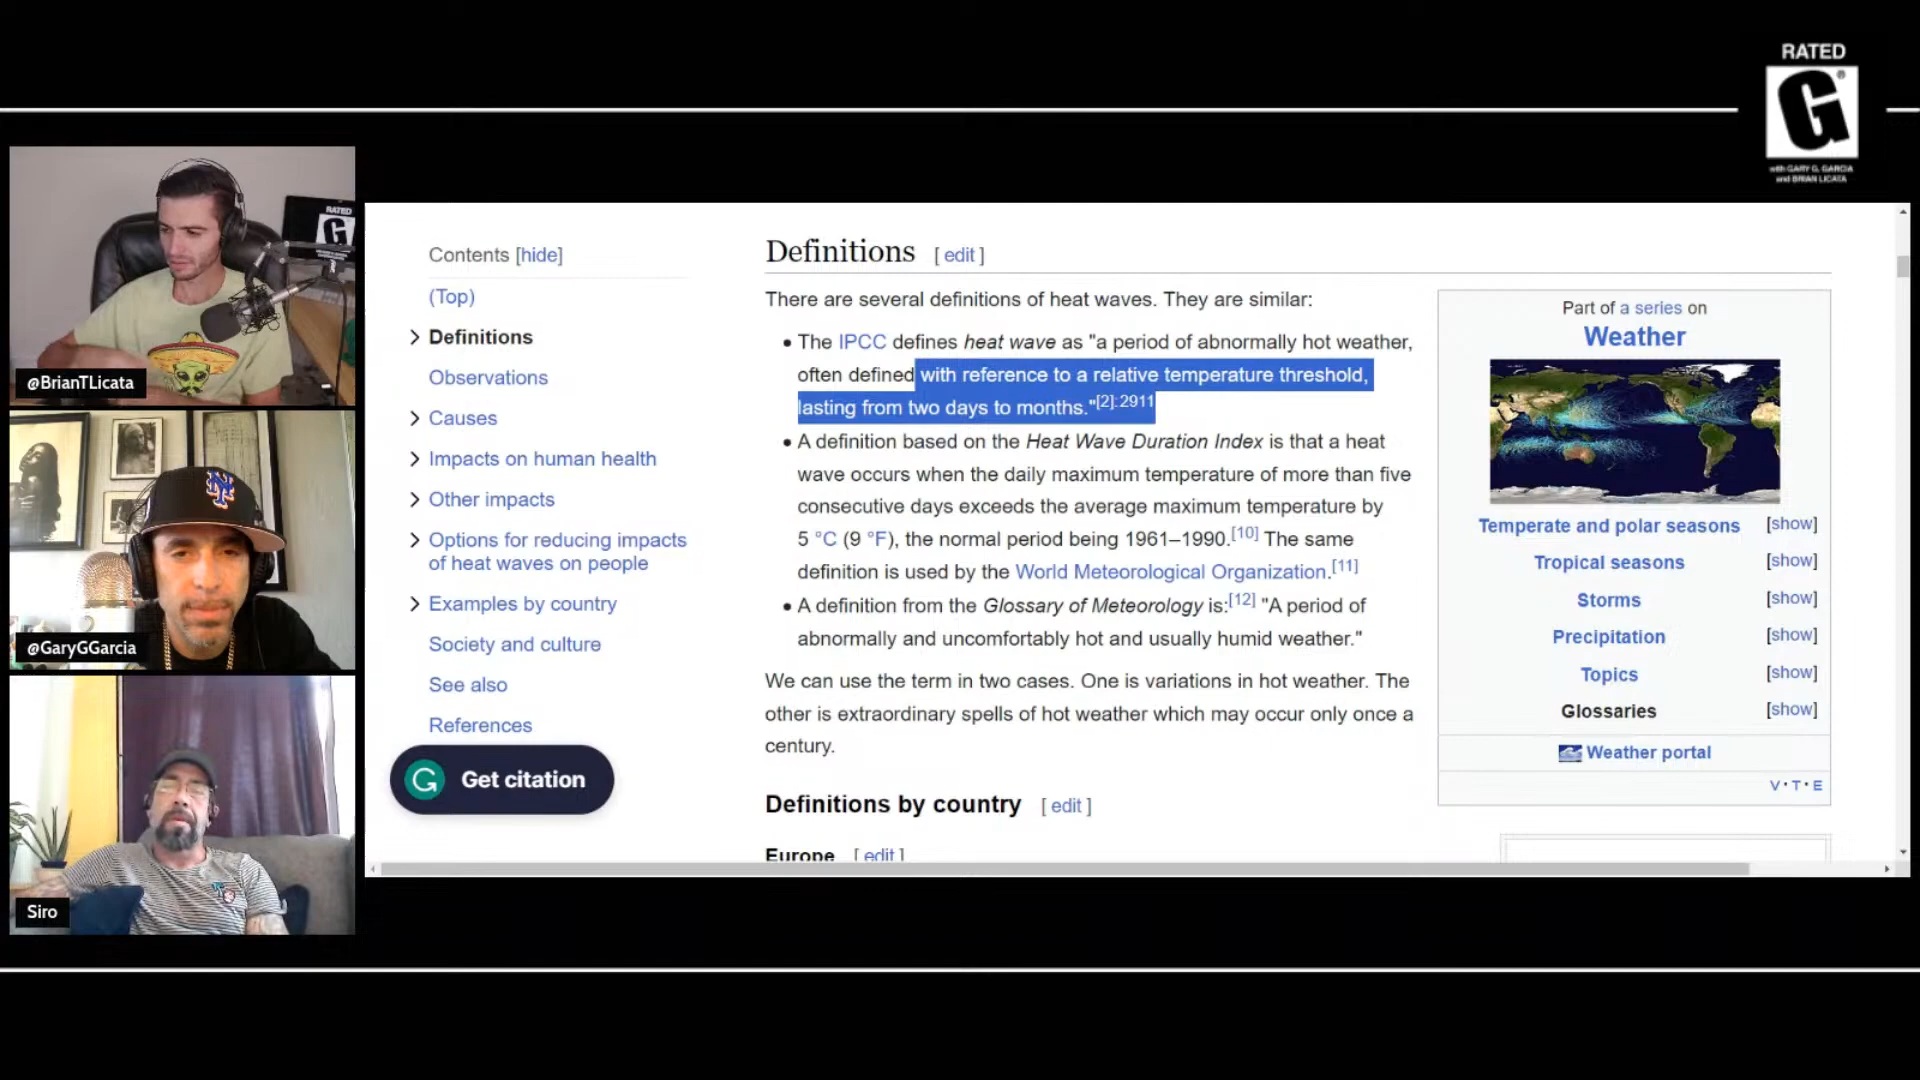 RATED
G
with GARY G. GARCIA
and BRIAN LICATA
RATED
G
@BrianTLicata
NY
@GaryGGarcia
Siro
Contents [hide]
(Top)
Definitions
Observations
Causes
Impacts on human health
Other impacts
Options for reducing impacts
of heat waves on people
Examples by country
Society and culture
See also
References
Get citation
Definitions [ edit ]
There are several definitions of heat waves. They are similar:
• The IPCC defines heat wave as "a period of abnormally hot weather,
often defined with reference to a relative temperature threshold,
lasting from two days to months."[2]:2911
• A definition based on the Heat Wave Duration Index is that a heat
wave occurs when the daily maximum temperature of more than five
consecutive days exceeds the average maximum temperature by
5 °C (9 °F), the normal period being 1961–1990.[10] The same
definition is used by the World Meteorological Organization.[11]
• A definition from the Glossary of Meteorology is:[12] "A period of
abnormally and uncomfortably hot and usually humid weather."
We can use the term in two cases. One is variations in hot weather. The
other is extraordinary spells of hot weather which may occur only once a
century.
Definitions by country [ edit ]
Europe [ edit ]
Part of a series on
Weather
Temperate and polar seasons [show]
Tropical seasons [show]
Storms [show]
Precipitation [show]
Topics [show]
Glossaries [show]
Weather portal
V · T · E